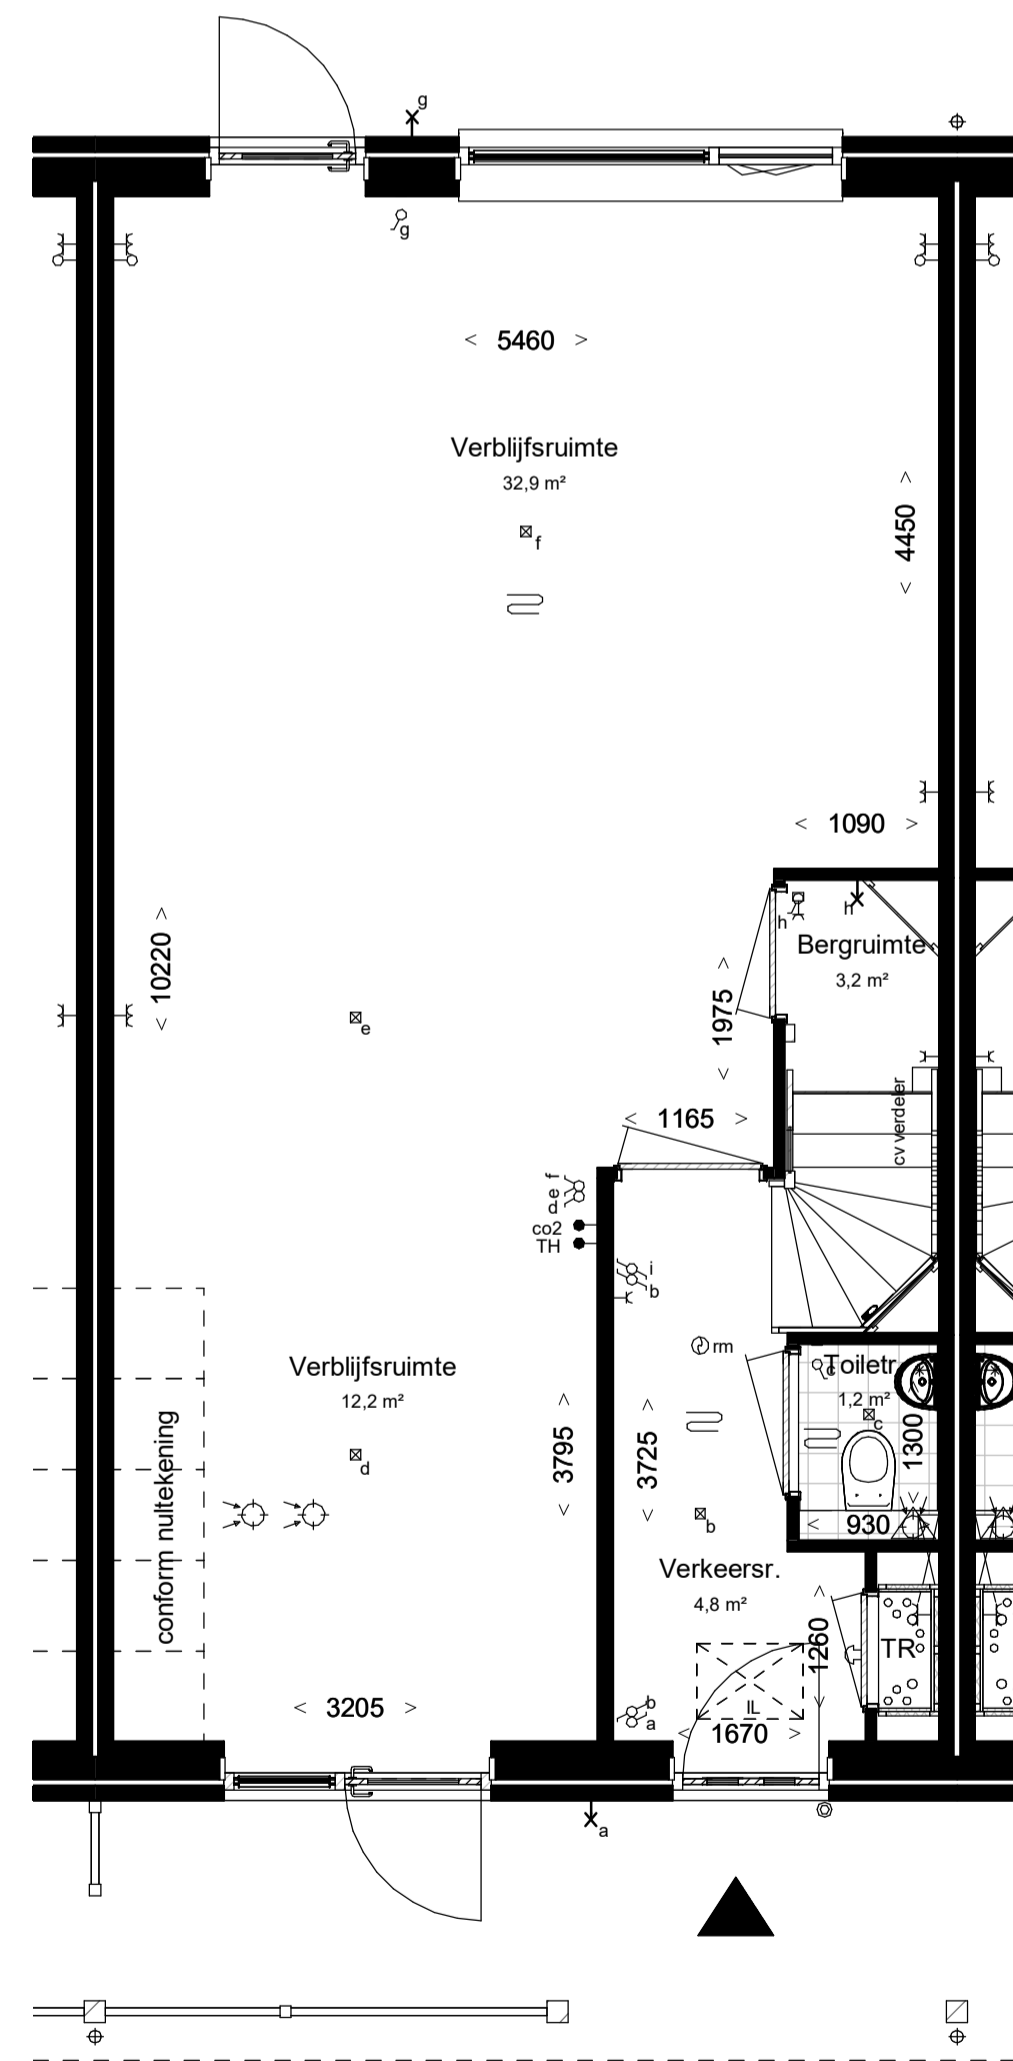 g
g
< 5460 >
Verblijfsruimte
32,9 m²
f
< 4450 >
< 1090 >
h
h
Bergruimte
3,2 m²
< 10220 >
< 1975 >
e
cv verdeler
< 1165 >
f
e
d
co2
TH
i
b
rm
Verblijfsruimte
12,2 m²
Toiletr.
c
1,2 m²
c
conform nultekening
< 3795 >
< 3725 >
< 1300 >
d
b
< 930 >
Verkeersr.
4,8 m²
< 1260 >
TR
< 3205 >
b
a
IL
< 1670 >
a